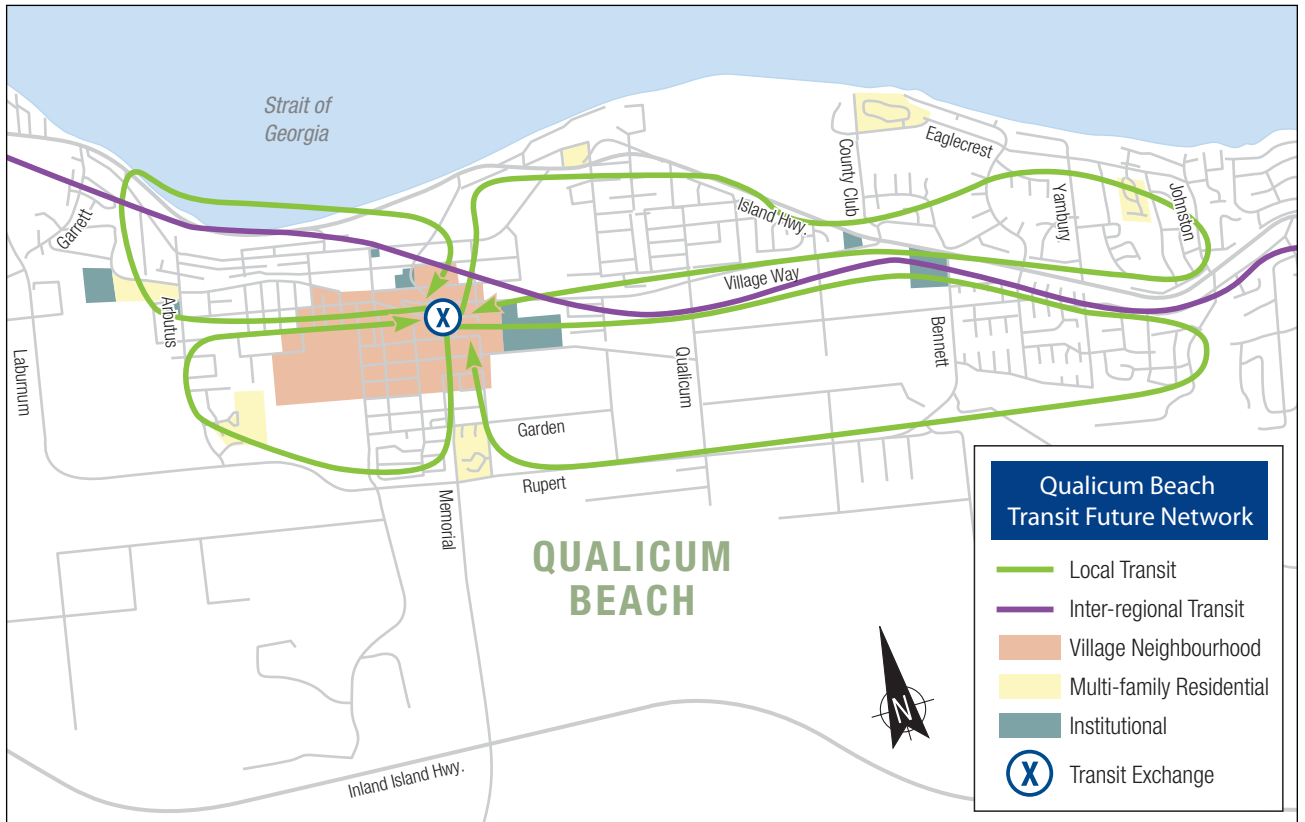 Strait of
Georgia
Eaglecrest
County Club
Garrett
Yambury
Johnston
Island Hwy.
Village Way
Arbutus
X
Laburnum
Qualicum
Bennett
Garden
Rupert
Memorial
QUALICUM
BEACH
Inland Island Hwy.
N
Qualicum Beach
Transit Future Network
Local Transit
Inter-regional Transit
Village Neighbourhood
Multi-family Residential
Institutional
X
Transit Exchange